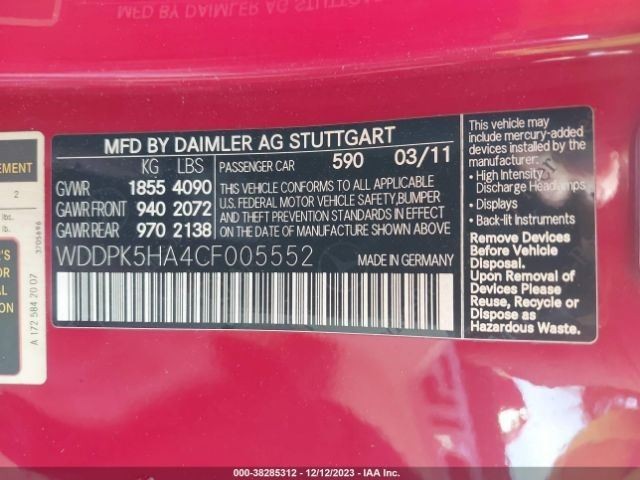 MFD BY DAIMLER AG STUTTGART
KG LBS
GVWR 1855 4090
GAWR FRONT 940 2072
GAWR REAR 970 2138
PASSENGER CAR 590 03/11
THIS VEHICLE CONFORMS TO ALL APPLICABLE
U.S. FEDERAL MOTOR VEHICLE SAFETY,BUMPER
AND THEFT PREVENTION STANDARDS IN EFFECT
ON THE DATE OF MANUFACTURE SHOWN ABOVE
WDDPK5HA4CF005552 MADE IN GERMANY
This vehicle may
include mercury-added
devices installed by the
manufacturer:
• High Intensity
Discharge Headlamps
• Displays
• Back-lit Instruments
Remove Devices
Before Vehicle
Disposal.
Upon Removal of
Devices Please
Reuse, Recycle or
Dispose as
Hazardous Waste.
EMENT
2
lbs.
lbs.
3705696
A 172 584 20 07
000-38285312 - 12/12/2023 - IAA Inc.